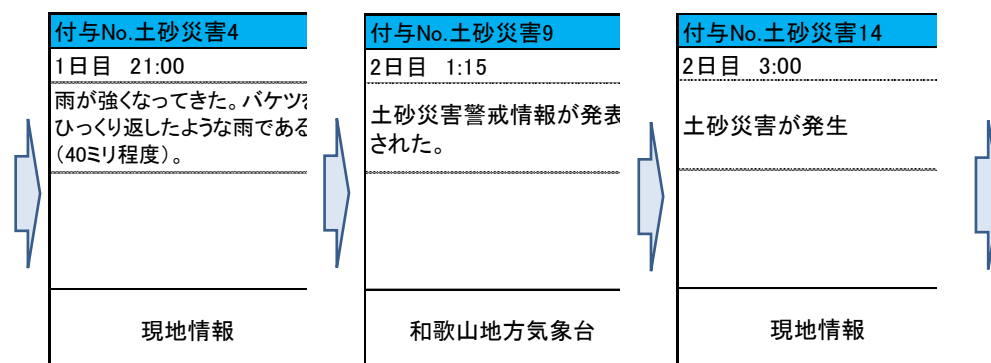 付与No.土砂災害4
1日目 21:00
雨が強くなってきた。バケツを
ひっくり返したような雨である
（40ミリ程度）。
現地情報
付与No.土砂災害9
2日目 1:15
土砂災害警戒情報が発表
された。
和歌山地方気象台
付与No.土砂災害14
2日目 3:00
土砂災害が発生
現地情報